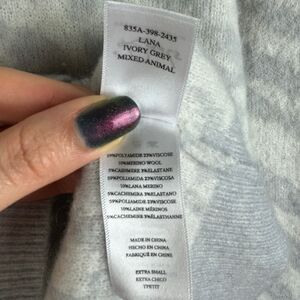 835A-398-2435
LANA
IVORY GREY
MIXED ANIMAL
59%POLYAMIDE 23%VISCOSE
10%MERINO WOOL
5%CASHMERE 3%ELASTANE
59%POLIAMIDA 23%VISCOSA
10%LANA MERINO
5%CACHEMIRA 3%ELASTANO
59%POLYAMIDE 23%VISCOSE
10%LAINE MÉRINOS
5%CACHEMIRE 3%ELASTHANNE
MADE IN CHINA
HECHO EN CHINA
FABRIQUÉ EN CHINE
EXTRA SMALL
EXTRA CHICO
TPETIT